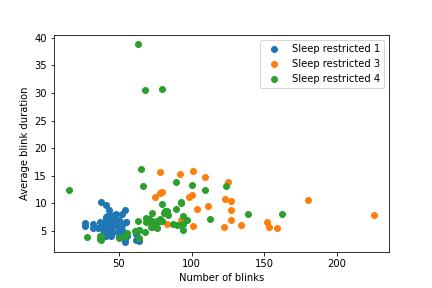 40
35
30
25
20
15
10
5
Average blink duration
Sleep restricted 1
Sleep restricted 3
Sleep restricted 4
50
100
150
200
Number of blinks